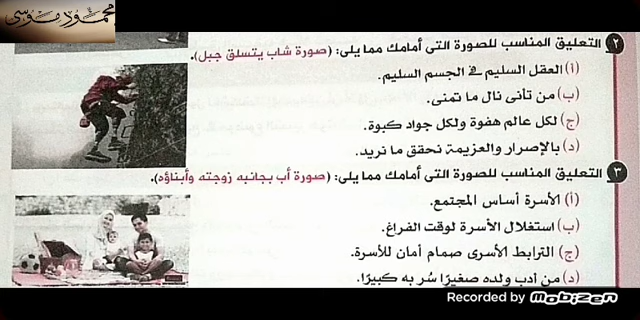 محمود موسى
٢ التعليق المناسب للصورة التى أمامك مما يلى: (صورة شاب يتسلق جبل).
(أ) العقل السليم فى الجسم السليم.
(ب) من تأنى نال ما تمنى.
(ج) لكل عالم هفوة ولكل جواد كبوة.
(د) بالإصرار والعزيمة نحقق ما نريد.
٣ التعليق المناسب للصورة التى أمامك مما يلى: (صورة أب بجانبه زوجته وأبناؤه).
(أ) الأسرة أساس المجتمع.
(ب) استغلال الأسرة لوقت الفراغ.
(ج) الترابط الأسرى صمام أمان للأسرة.
(د) من أدب ولده صغيرًا سُر به كبيرًا.
Recorded by Mobizen